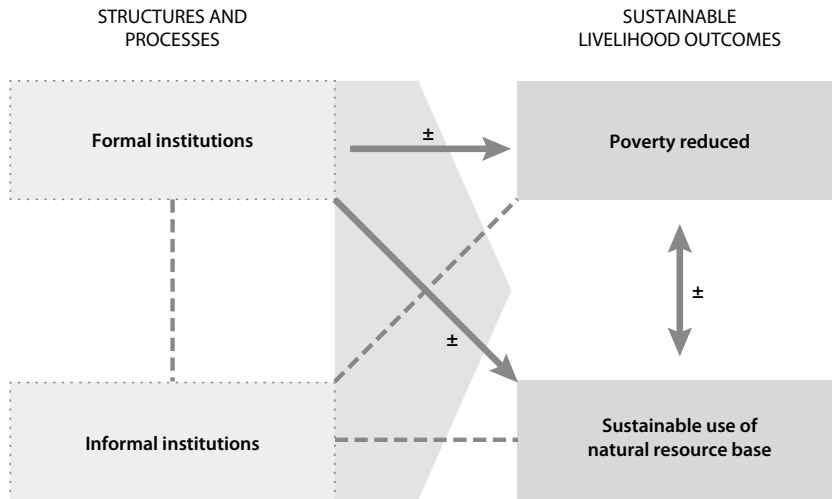 STRUCTURES AND
PROCESSES
SUSTAINABLE
LIVELIHOOD OUTCOMES
Formal institutions
±
Poverty reduced
±
±
Informal institutions
Sustainable use of
natural resource base